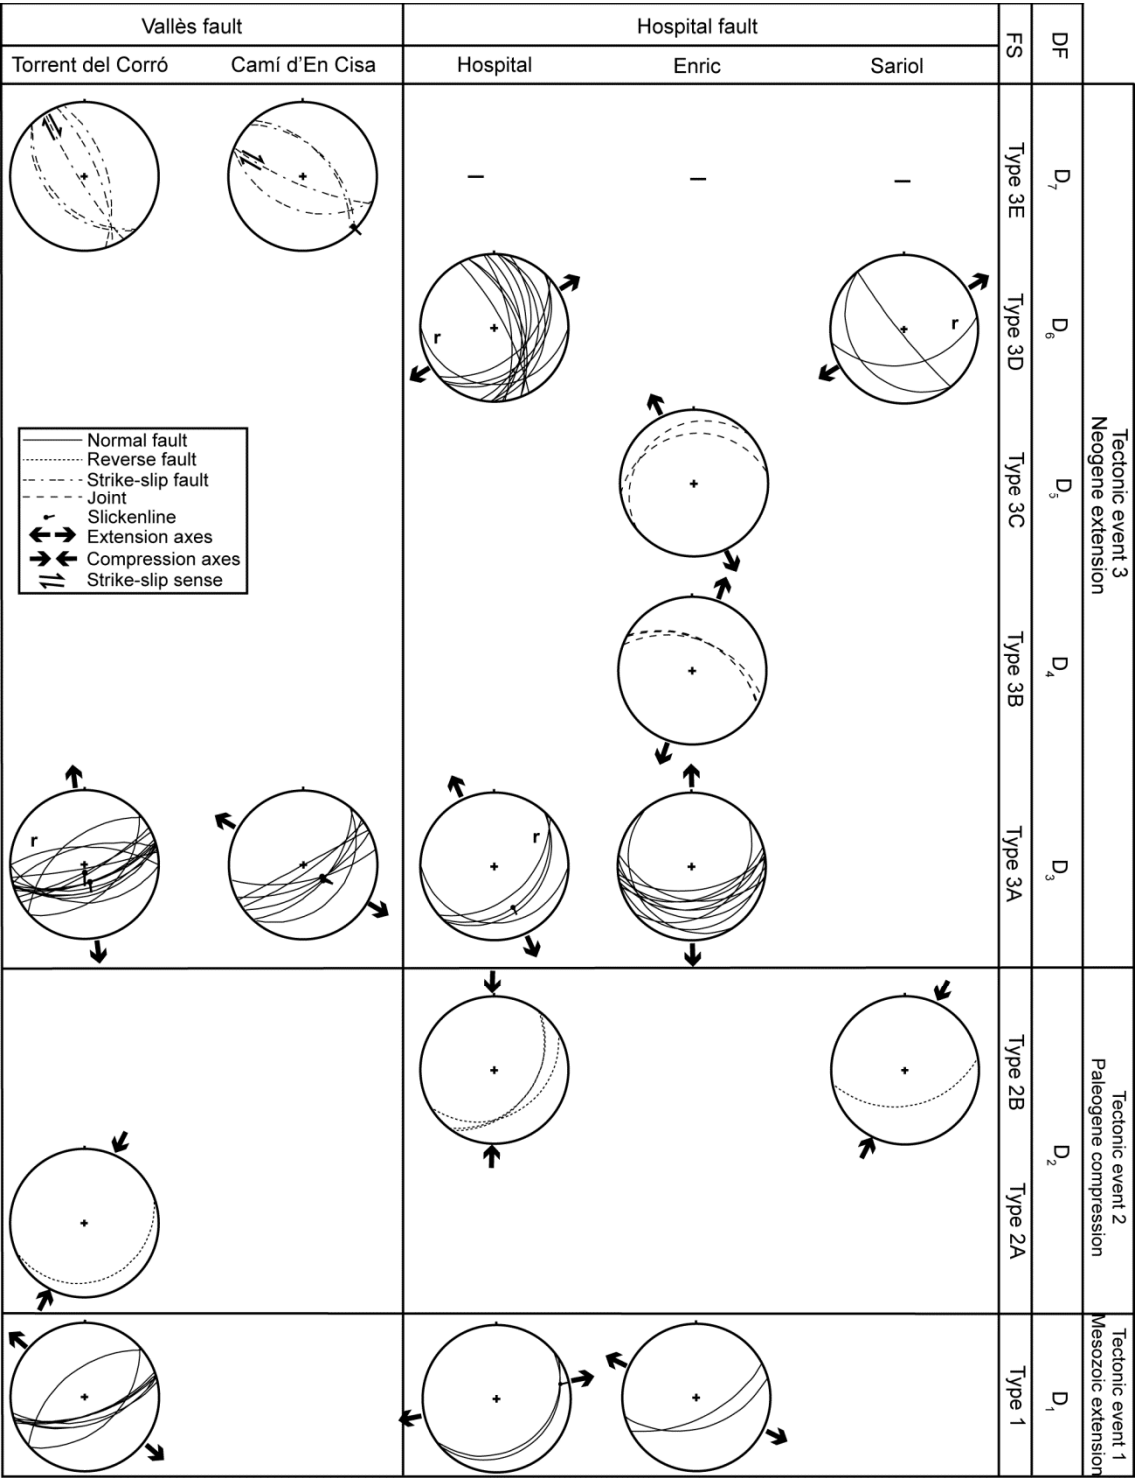 Vallès fault
Hospital fault
Torrent del Corró
Camí d'En Cisa
Hospital
Enric
Sariol
FS
DF
Type 3E
D7
–
–
–
Type 3D
D6
r
r
Tectonic event 3
Neogene extension
Normal fault
Reverse fault
Strike-slip fault
Joint
Slickenline
Extension axes
Compression axes
Strike-slip sense
Type 3C
D5
Type 3B
D4
Type 3A
D3
r
r
Type 2B
Type 2A
D2
Tectonic event 2
Paleogene compression
Type 1
D1
Tectonic event 1
Mesozoic extension